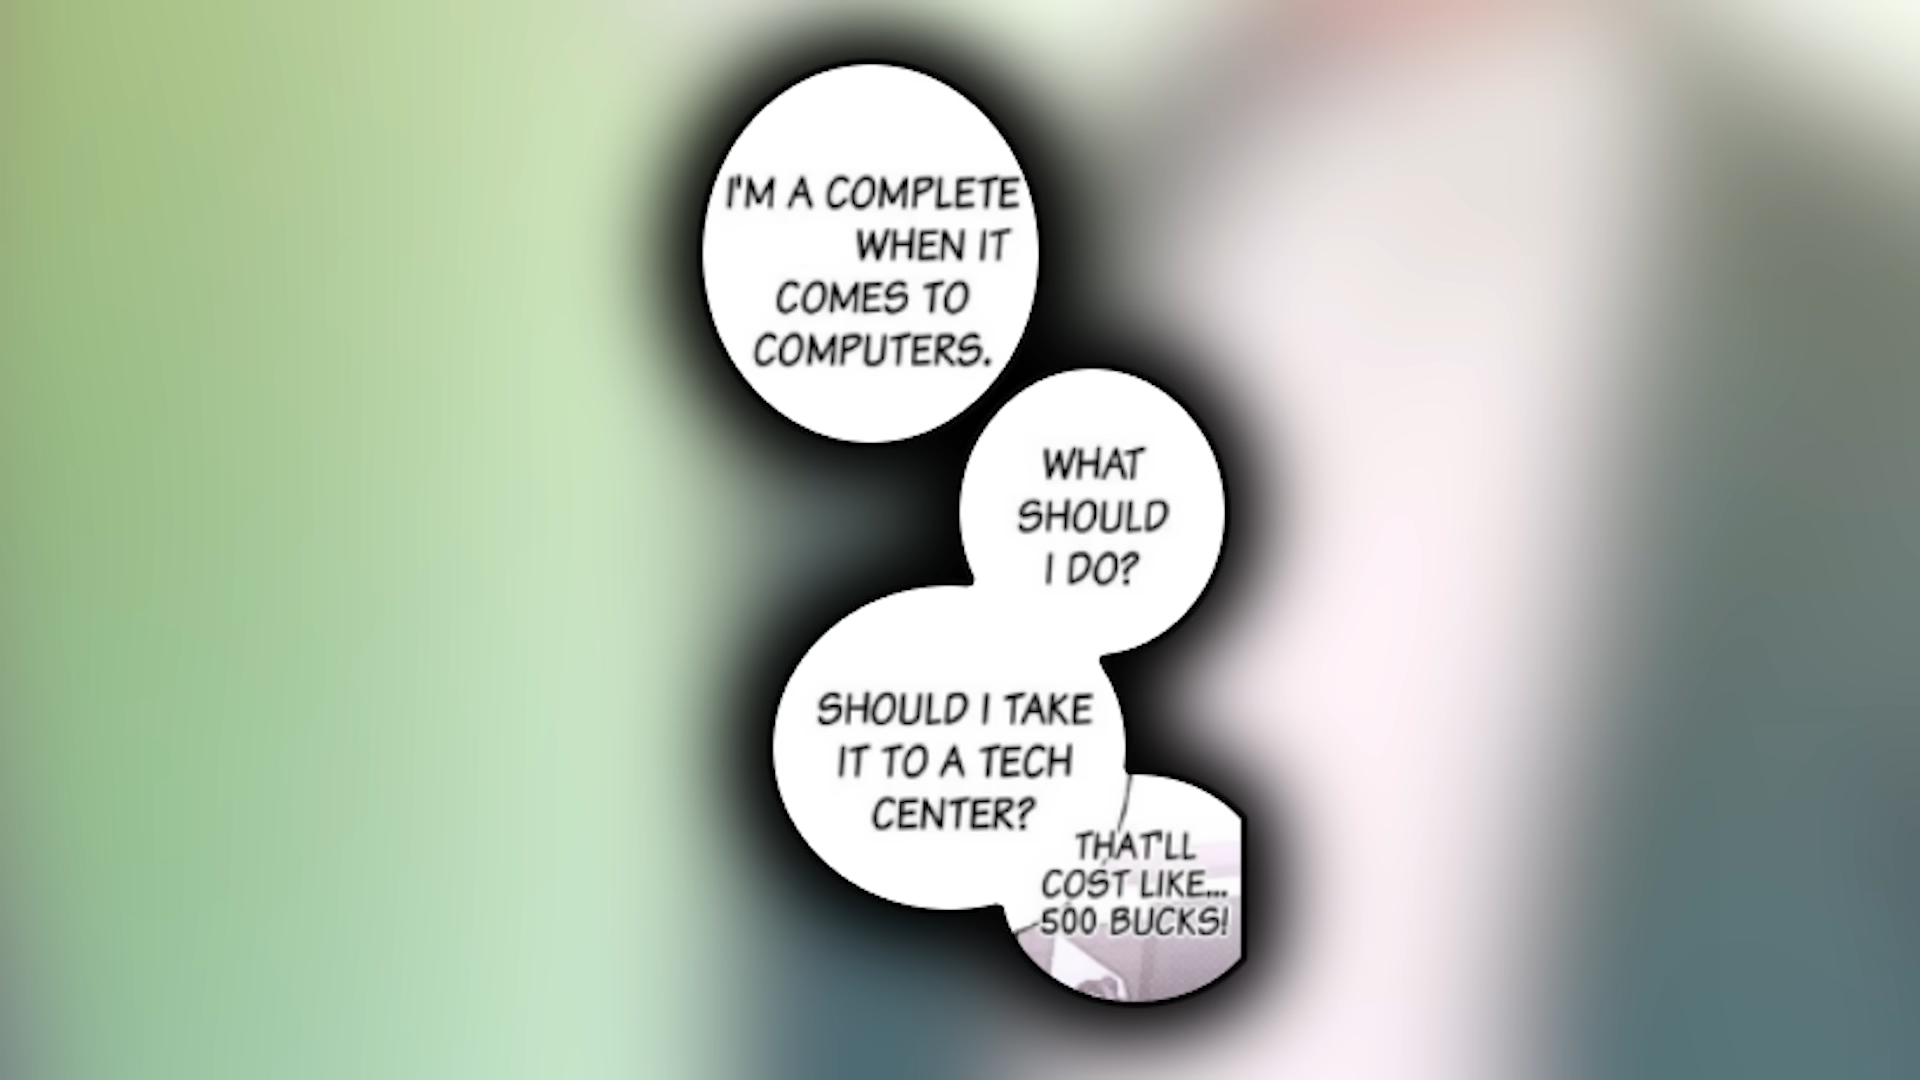 I'M A COMPLETE
WHEN IT
COMES TO
COMPUTERS.
WHAT
SHOULD
I DO?
SHOULD I TAKE
IT TO A TECH
CENTER?
THAT'LL
COST LIKE...
500 BUCKS!